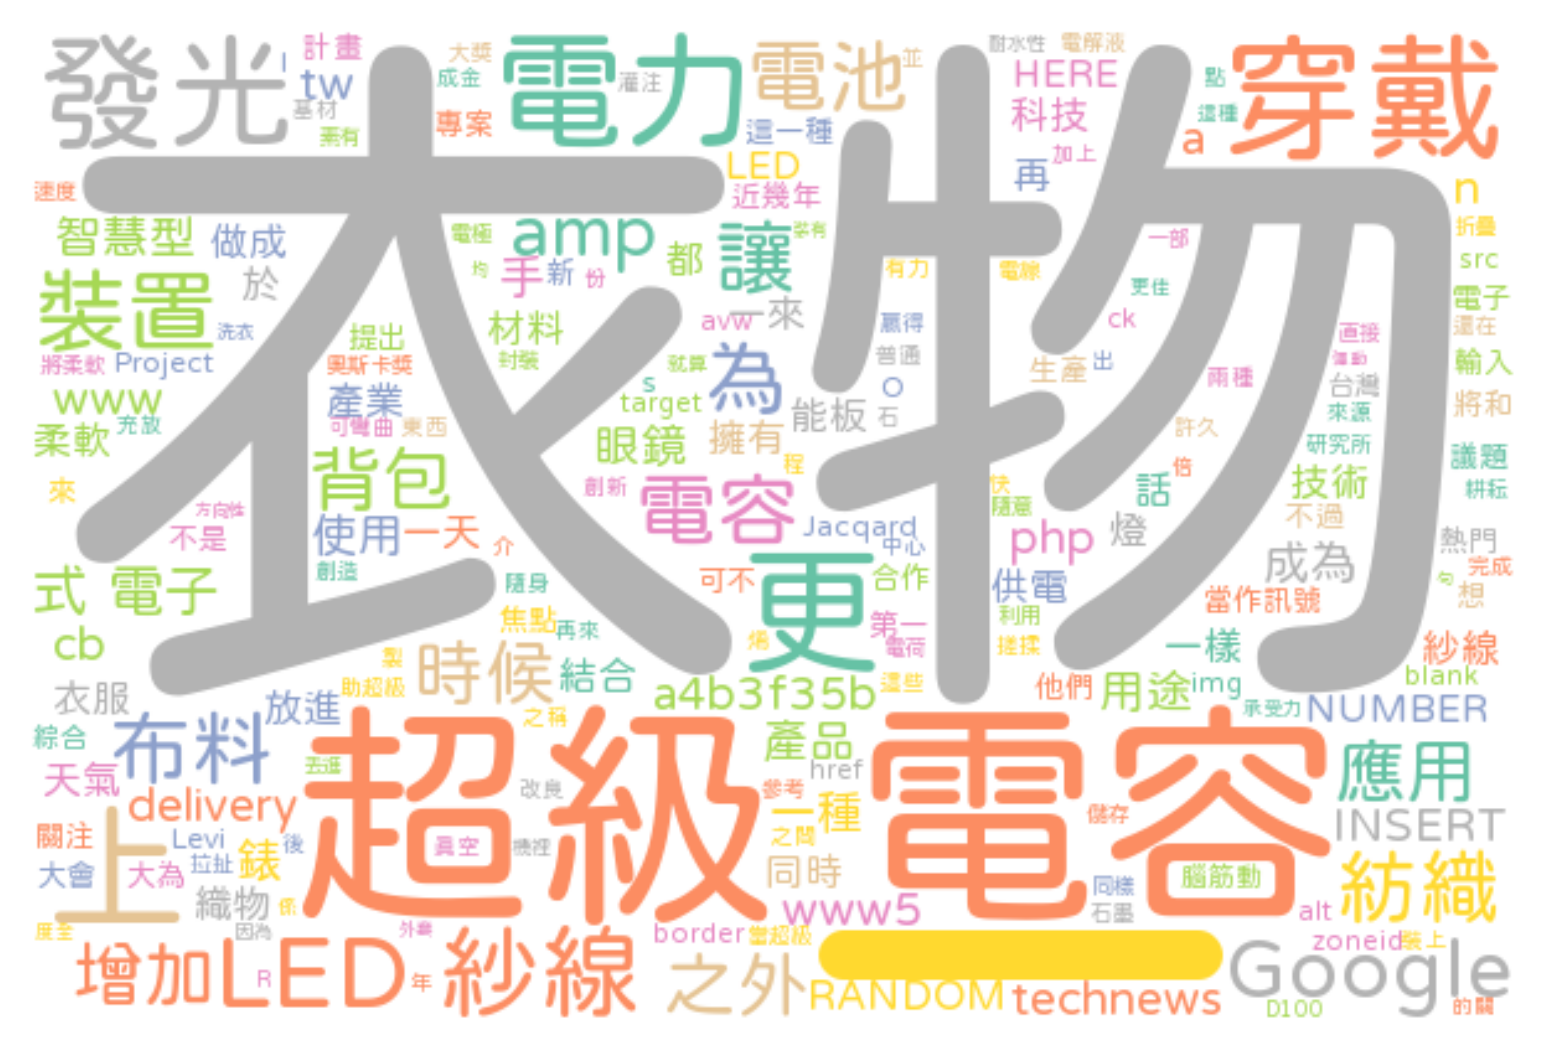 發光
計畫
tw
基材
素有
大獎
成金
專案
電力
灌注
電池
並
這一種
LED
近幾年
耐水性
電解液
HERE
科技
加上
再
點
這種
a
穿戴
n
折疊
src
電子
還在
輸入
將和
速度
智慧型
做成
於
裝置
洗衣
將柔軟
Project
www
充放
柔軟
來
衣物
電極
amp
均
手
新
份
都
讓
裝有
一來
avw
材料
封裝
就算
提出
奧斯卡獎
產業
可彎曲
東西
背包
s
target
為
有力
贏得
普通
O
能板
石
眼鏡
擁有
程
創新
電容
電線
一部
更佳
ck
生產
出
兩種
直接
台灣
來源
許久
研究所
倍
技術
議題
耕耘
快
隨意
話
不過
方向性
不是
使用
一天
介
創造
隨身
Jacqard
中心
php
燈
成為
熱門
完成
句
想
式
電子
cb
可不
更
合作
供電
利用
當作訊號
焦點
再來
第一
電荷
搓揉
一樣
紗線
衣服
製
助超級
時候
結合
之稱
a4b3f35b
這些
他們
用途
img
blank
承受力
NUMBER
放進
布料
綜合
天氣
丟進
超級電容
改良
產品
href
參考
一種
之間
儲存
應用
delivery
上
關注
Levi
後
大會
拉扯
大為
錶
真空
機裡
同時
同樣
石墨
腦筋動
INSERT
紡織
織物
係
度全
因為
外業
www5
alt
border
當超級
一
zoneid
裝上
增加
R
LED
年
紗線
之外
RANDOM
technews
Google
D100
的關